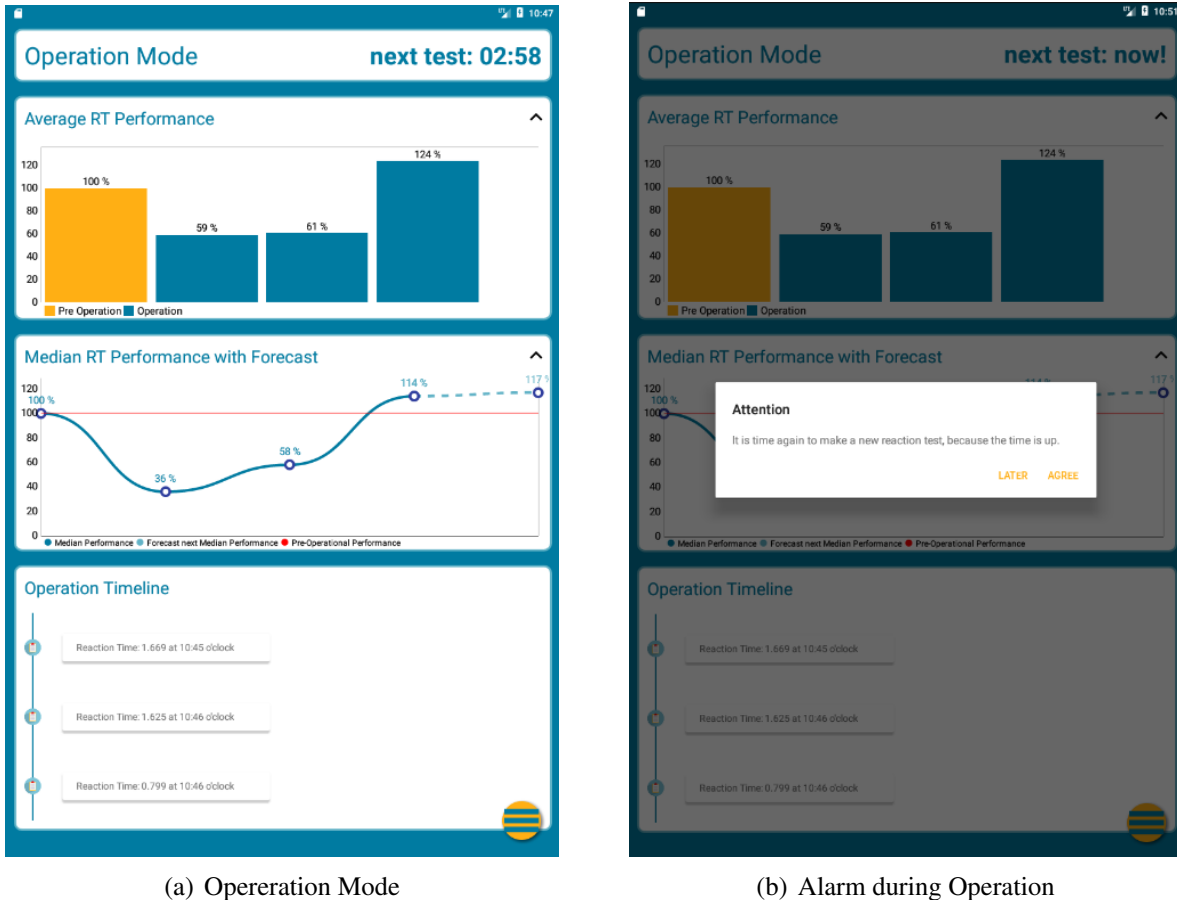 10:47
Operation Mode next test: 02:58
Average RT Performance
124 %
120
100 %
100
80
59 % 61 %
60
40
20
0
Pre Operation Operation
Median RT Performance with Forecast
120 114 % 117 %
100 %
100
80
58 %
60
36 %
40
20
0
Median Performance Forecast next Median Performance Pre-Operational Performance
Operation Timeline
Reaction Time: 1.669 at 10:45 o'clock
Reaction Time: 1.625 at 10:46 o'clock
Reaction Time: 0.799 at 10:46 o'clock
(a) Opereration Mode
10:51
Operation Mode next test: now!
Average RT Performance
124 %
120
100 %
100
80
59 % 61 %
60
40
20
0
Pre Operation Operation
Median RT Performance with Forecast
120 114 % 117 %
100 %
100
80
60
40
20
0
Attention
It is time again to make a new reaction test, because the time is up.
LATER AGREE
Median Performance Forecast next Median Performance Pre-Operational Performance
Operation Timeline
Reaction Time: 1.669 at 10:45 o'clock
Reaction Time: 1.625 at 10:46 o'clock
Reaction Time: 0.799 at 10:46 o'clock
(b) Alarm during Operation